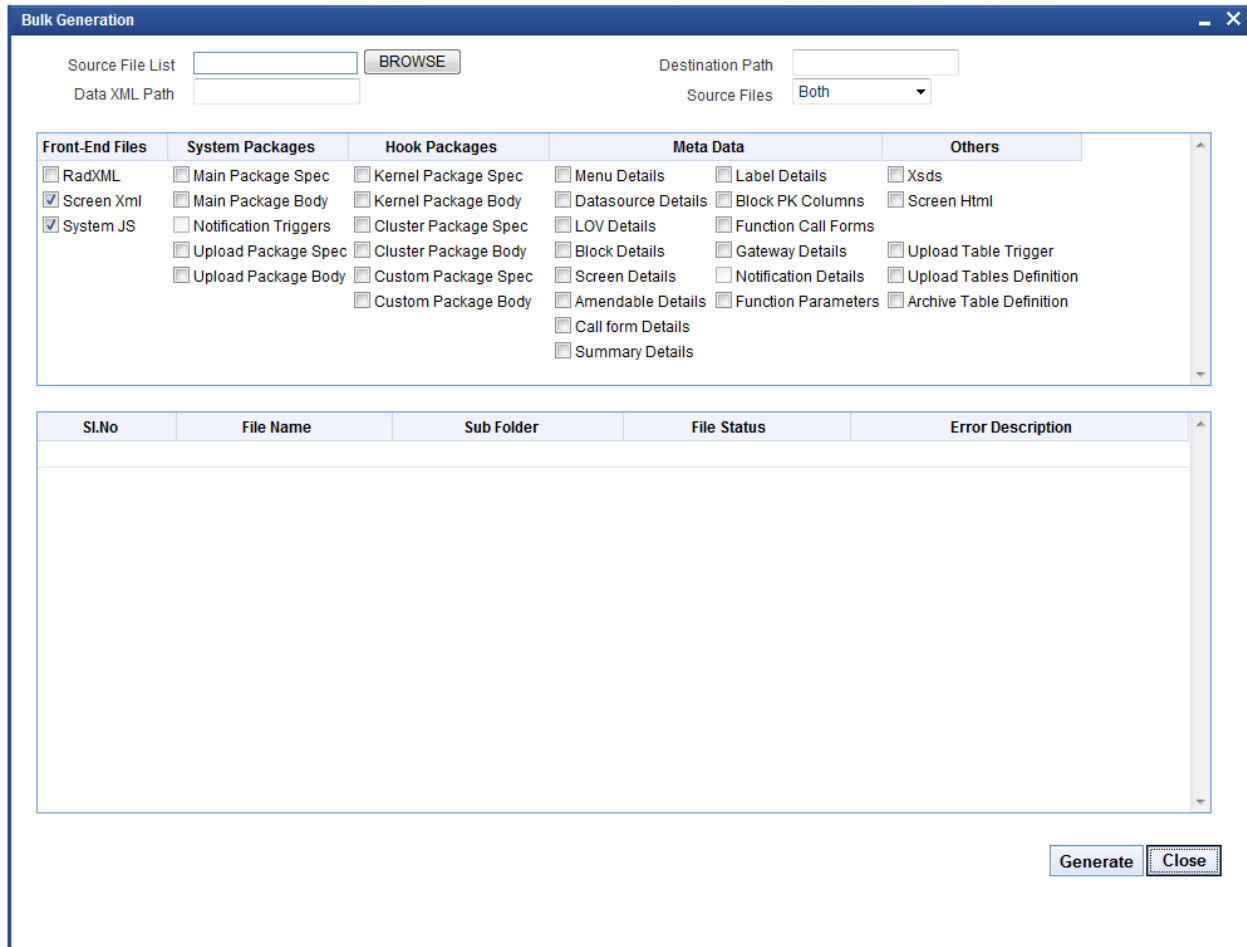 Bulk Generation
Source File List BROWSE Destination Path
Data XML Path Source Files Both
Front-End Files System Packages Hook Packages Meta Data Others
RadXML Main Package Spec Kernel Package Spec Menu Details Label Details Xsds
Screen Xml Main Package Body Kernel Package Body Datasource Details Block PK Columns Screen Html
System JS Notification Triggers Cluster Package Spec LOV Details Function Call Forms
Upload Package Spec Cluster Package Body Block Details Gateway Details Upload Table Trigger
Upload Package Body Custom Package Spec Screen Details Notification Details Upload Tables Definition
Custom Package Body Amendable Details Function Parameters Archive Table Definition
Call form Details
Summary Details
Sl.No File Name Sub Folder File Status Error Description
Generate Close